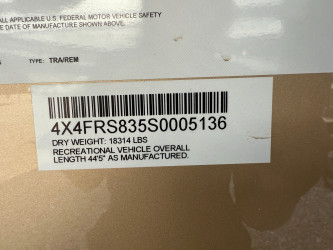 ALL APPLICABLE U.S. FEDERAL MOTOR VEHICLE SAFETY
DATE OF MANUFACTURE SHOWN ABOVE.
TYPE: TRA/REM
4X4FRS835S0005136
DRY WEIGHT: 18314 LBS
RECREATIONAL VEHICLE OVERALL
LENGTH 44'5" AS MANUFACTURED.